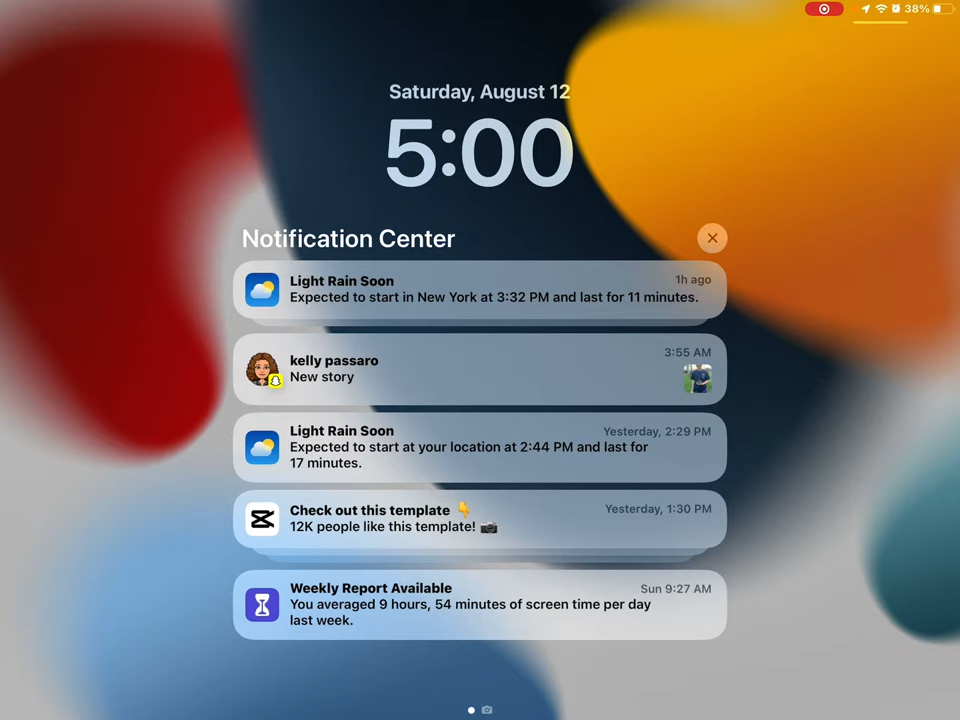 38%
Saturday, August 12
5:00
Notification Center
Light Rain Soon
1h ago
Expected to start in New York at 3:32 PM and last for 11 minutes.
3:55 AM
kelly passaro
New story
Light Rain Soon
Yesterday, 2:29 PM
Expected to start at your location at 2:44 PM and last for
17 minutes.
Check out this template 👇
Yesterday, 1:30 PM
12K people like this template! 📷
Weekly Report Available
Sun 9:27 AM
You averaged 9 hours, 54 minutes of screen time per day
last week.